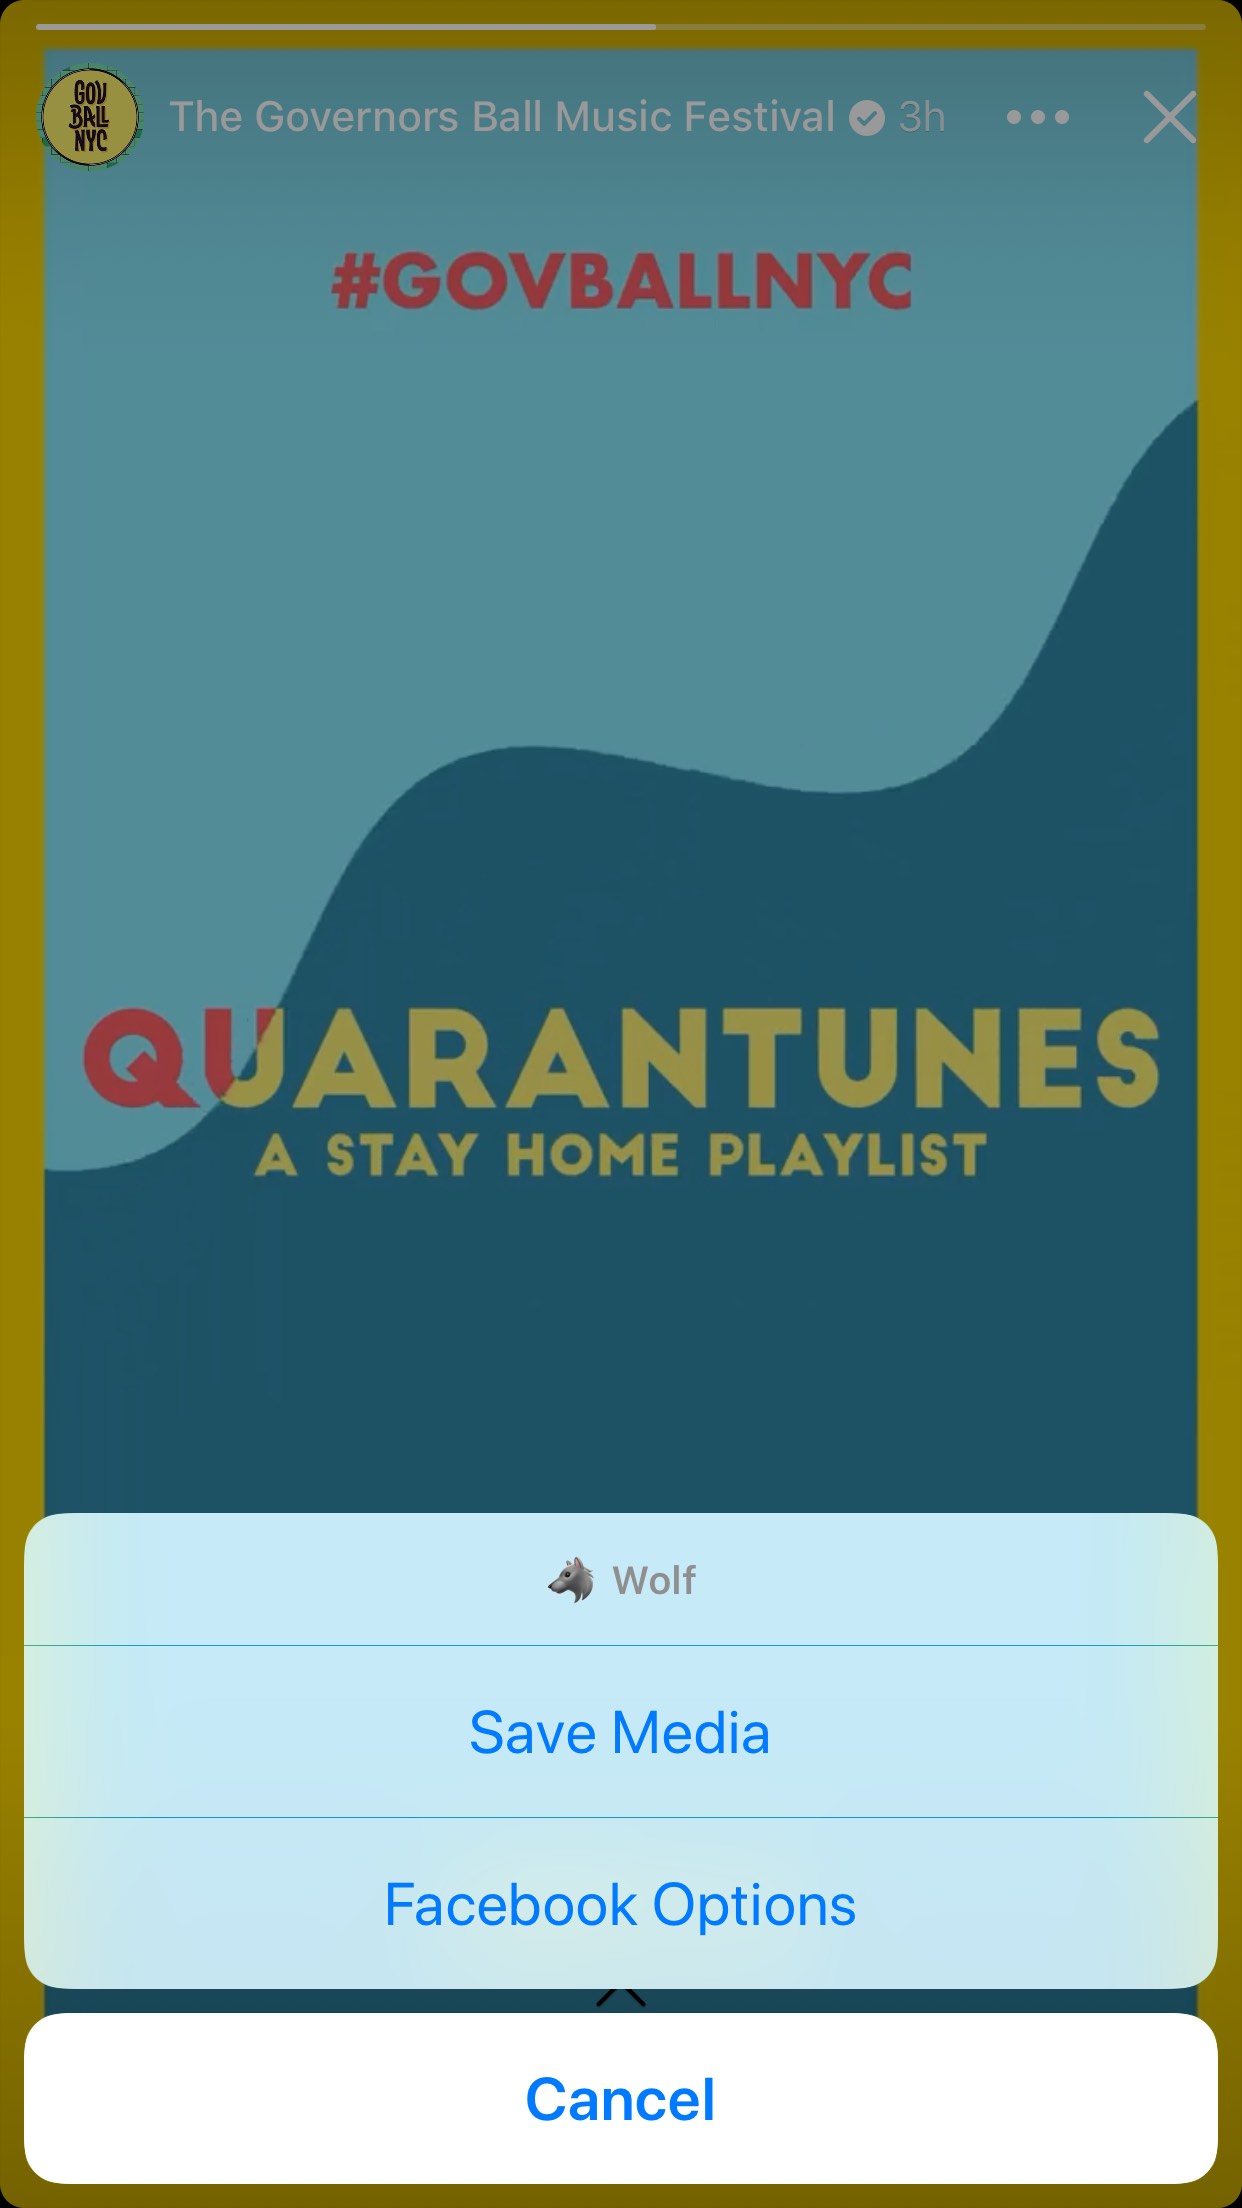 GOV
BALL
NYC
The Governors Ball Music Festival 3h
#GOVBALLNYC
QUARANTUNES
A STAY HOME PLAYLIST
🐺 Wolf
Save Media
Facebook Options
Cancel